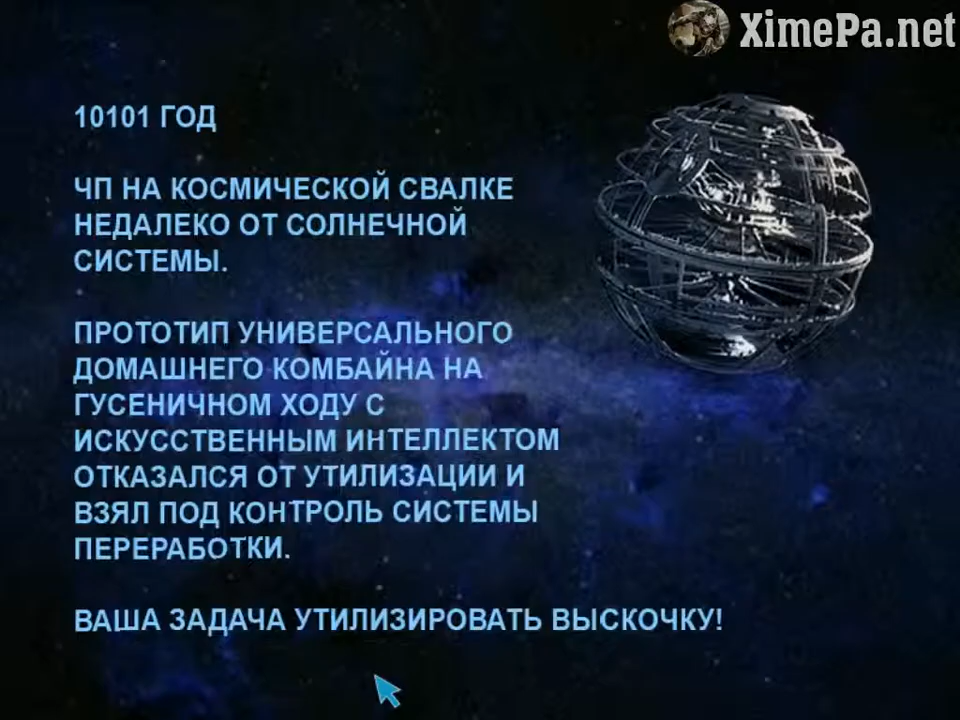 XimePa.net
10101 ГОД
ЧП НА КОСМИЧЕСКОЙ СВАЛКЕ
НЕДАЛЕКО ОТ СОЛНЕЧНОЙ
СИСТЕМЫ.
ПРОТОТИП УНИВЕРСАЛЬНОГО
ДОМАШНЕГО КОМБАЙНА НА
ГУСЕНИЧНОМ ХОДУ С
ИСКУССТВЕННЫМ ИНТЕЛЛЕКТОМ
ОТКАЗАЛСЯ ОТ УТИЛИЗАЦИИ И
ВЗЯЛ ПОД КОНТРОЛЬ СИСТЕМЫ
ПЕРЕРАБОТКИ.
ВАША ЗАДАЧА УТИЛИЗИРОВАТЬ ВЫСКОЧКУ!